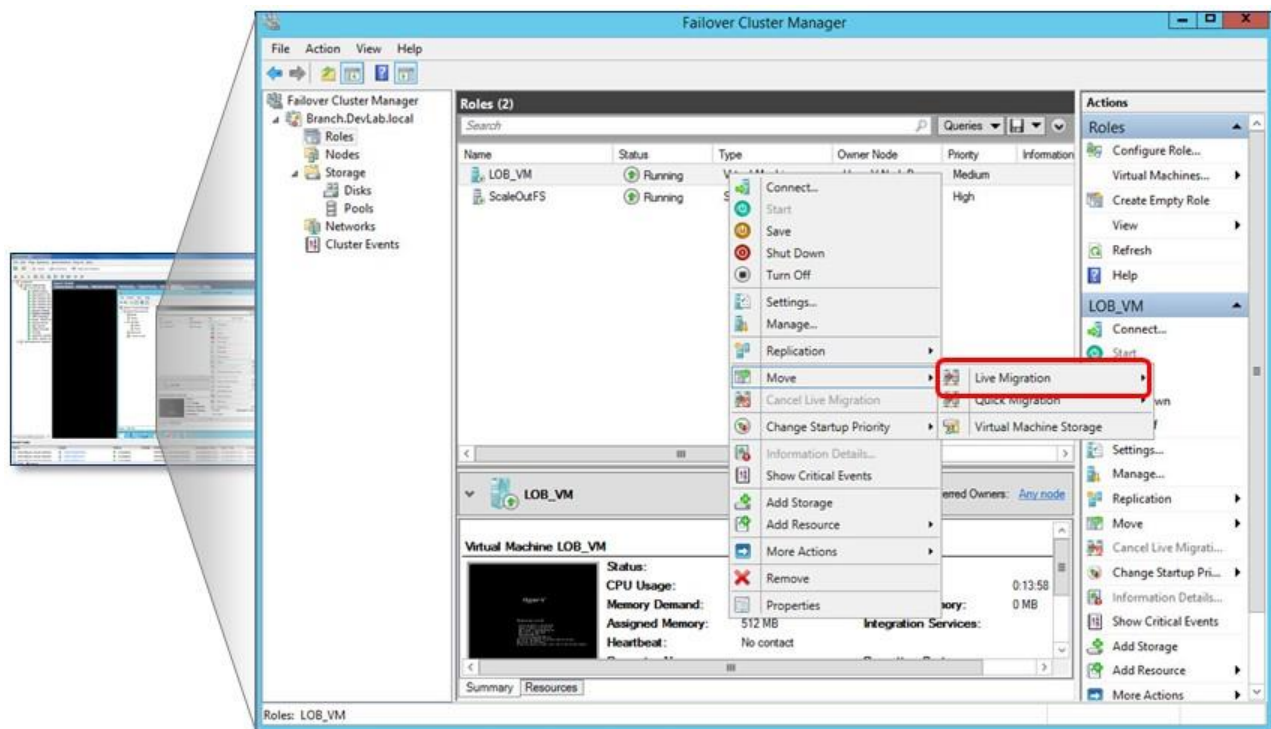 Failover Cluster Manager
File Action View Help
Failover Cluster Manager
Branch.DevLab.local
Roles
Nodes
Storage
Disks
Pools
Networks
Cluster Events
Roles (2)
Search
Queries
Name Status Type Owner Node Priority Information
LOB_VM Running Medium
ScaleOutFS Running High
Connect...
Start
Save
Shut Down
Turn Off
Settings...
Manage...
Replication
Move
Cancel Live Migration
Change Startup Priority
Information Details...
Show Critical Events
Add Storage
Add Resource
More Actions
Remove
Properties
Live Migration
Quick Migration
Virtual Machine Storage
LOB_VM
Owners: Any node
Virtual Machine LOB_VM
Status:
CPU Usage: 0:13:58
Memory Demand: 0 MB
Assigned Memory: 512 MB Integration Services:
Heartbeat: No contact
Summary Resources
Roles: LOB_VM
Actions
Roles
Configure Role...
Virtual Machines...
Create Empty Role
View
Refresh
Help
LOB_VM
Connect...
Start
Settings...
Manage...
Replication
Move
Cancel Live Migrati...
Change Startup Pri...
Information Details...
Show Critical Events
Add Storage
Add Resource
More Actions